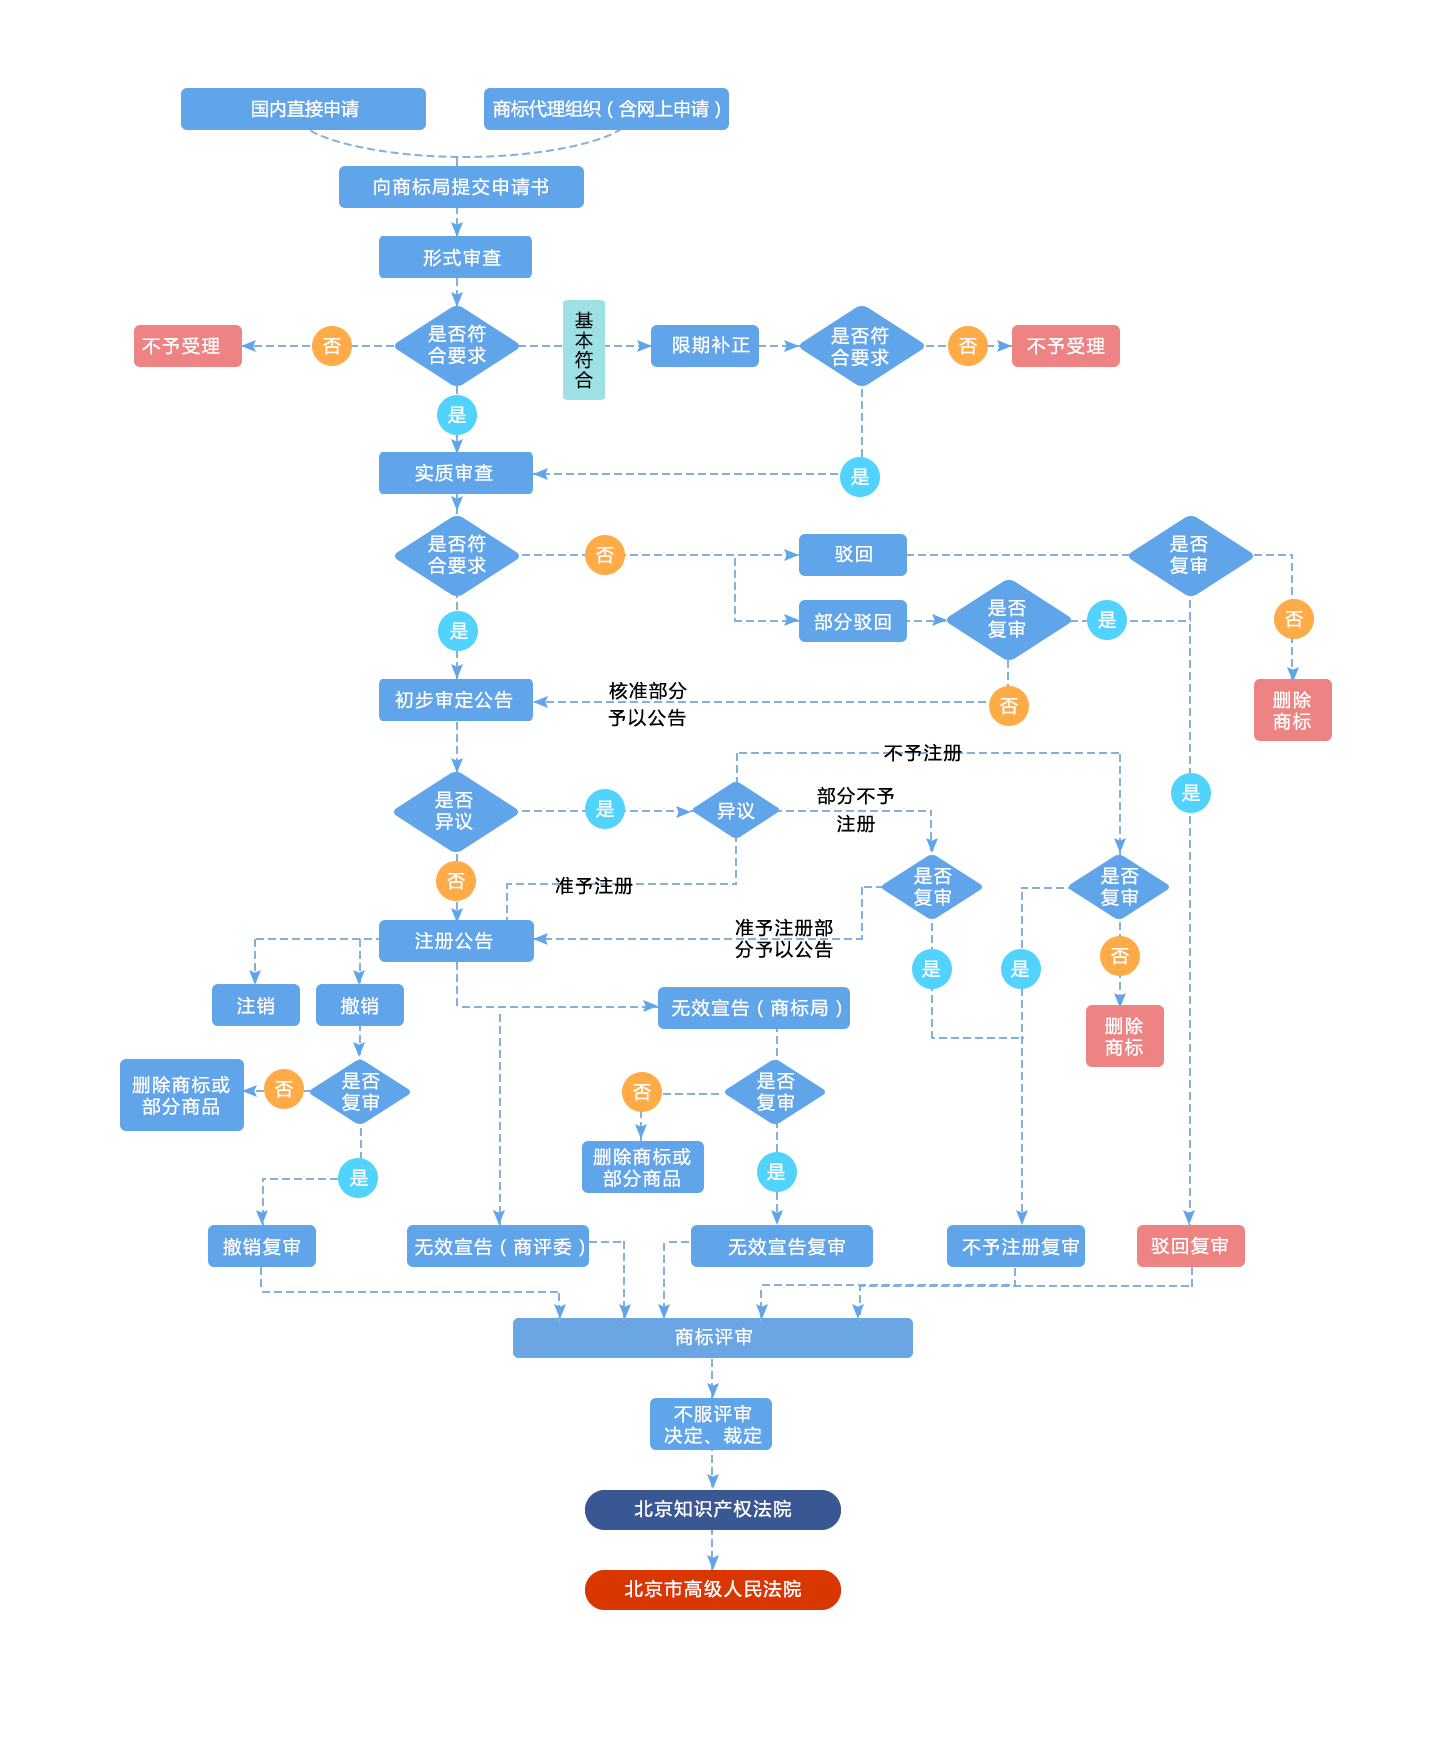 国内直接申请
商标代理组织（含网上申请）
向商标局提交申请书
形式审查
不予受理
否
是否符
合要求
基
本
符
合
限期补正
是否符
合要求
否
不予受理
是
实质审查
是
是否符
合要求
否
驳回
是否
复审
部分驳回
是否
复审
是
否
是
初步审定公告
核准部分
予以公告
否
删除
商标
不予注册
是
是否
异议
是
异议
部分不予
注册
否
准予注册
是否
复审
是否
复审
注册公告
准予注册部
分予以公告
是
是
否
注销
撤销
无效宣告（商标局）
删除
商标
删除商标或
部分商品
否
是否
复审
否
是否
复审
删除商标或
部分商品
是
是
撤销复审
无效宣告（商评委）
无效宣告复审
不予注册复审
驳回复审
商标评审
不服评审
决定、裁定
北京知识产权法院
北京市高级人民法院